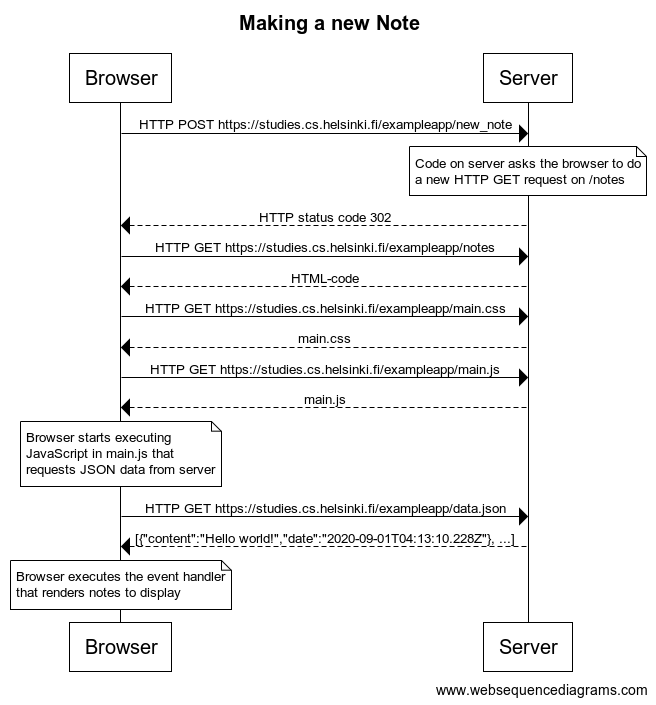 Making a new Note
Browser
Server
HTTP POST https://studies.cs.helsinki.fi/exampleapp/new_note
Code on server asks the browser to do
a new HTTP GET request on /notes
HTTP status code 302
HTTP GET https://studies.cs.helsinki.fi/exampleapp/notes
HTML-code
HTTP GET https://studies.cs.helsinki.fi/exampleapp/main.css
main.css
HTTP GET https://studies.cs.helsinki.fi/exampleapp/main.js
main.js
Browser starts executing
JavaScript in main.js that
requests JSON data from server
HTTP GET https://studies.cs.helsinki.fi/exampleapp/data.json
[{"content":"Hello world!","date":"2020-09-01T04:13:10.228Z"}, ...]
Browser executes the event handler
that renders notes to display
Browser
Server
www.websequencediagrams.com